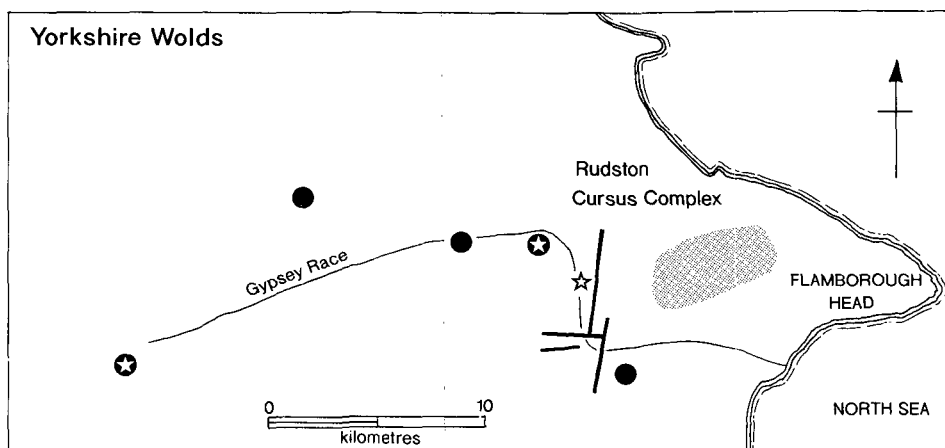 Yorkshire Wolds
Rudston
Cursus Complex
Gypsey Race
FLAMBOROUGH
HEAD
0 10
kilometres
NORTH SEA